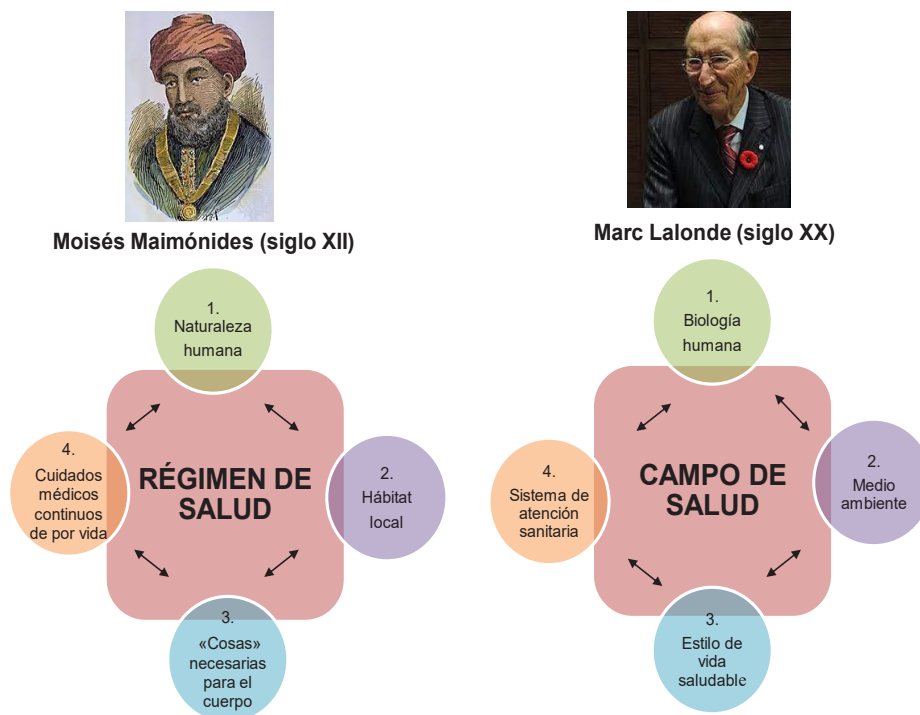 Moisés Maimónides (siglo XII)
1.
Naturaleza
humana
RÉGIMEN DE
SALUD
2.
Hábitat
local
3.
«Cosas»
necesarias
para el
cuerpo
4.
Cuidados
médicos
continuos
de por vida
Marc Lalonde (siglo XX)
1.
Biología
humana
CAMPO DE
SALUD
2.
Medio
ambiente
3.
Estilo de
vida
saludable
4.
Sistema de
atención
sanitaria